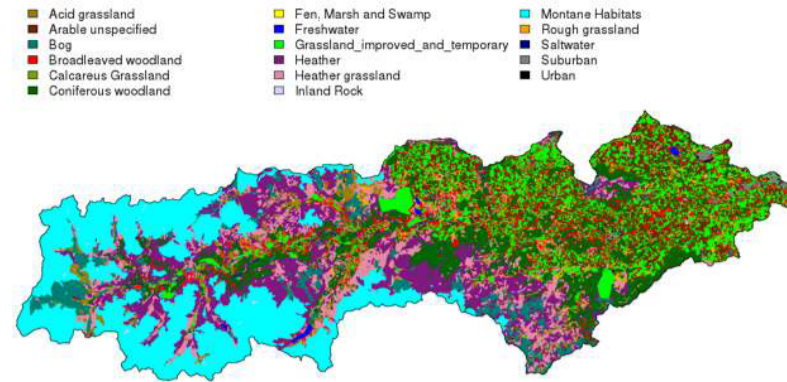 Acid grassland
Arable unspecified
Bog
Broadleaved woodland
Calcareus Grassland
Coniferous woodland
Fen, Marsh and Swamp
Freshwater
Grassland_improved_and_temporary
Heather
Heather grassland
Inland Rock
Montane Habitats
Rough grassland
Saltwater
Suburban
Urban